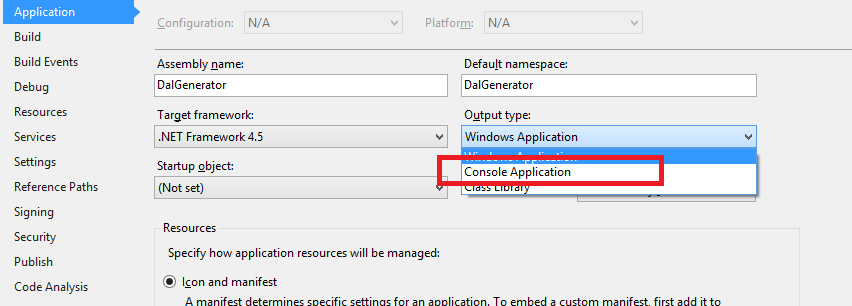 Application
Build
Build Events
Debug
Resources
Services
Settings
Reference Paths
Signing
Security
Publish
Code Analysis
Configuration: N/A Platform: N/A
Assembly name: Default namespace:
DalGenerator DalGenerator
Target framework: Output type:
.NET Framework 4.5 Windows Application
Windows Application
Startup object: Console Application
(Not set) Class Library
Resources
Specify how application resources will be managed:
Icon and manifest
A manifest determines specific settings for an application. To embed a custom manifest, first add it to